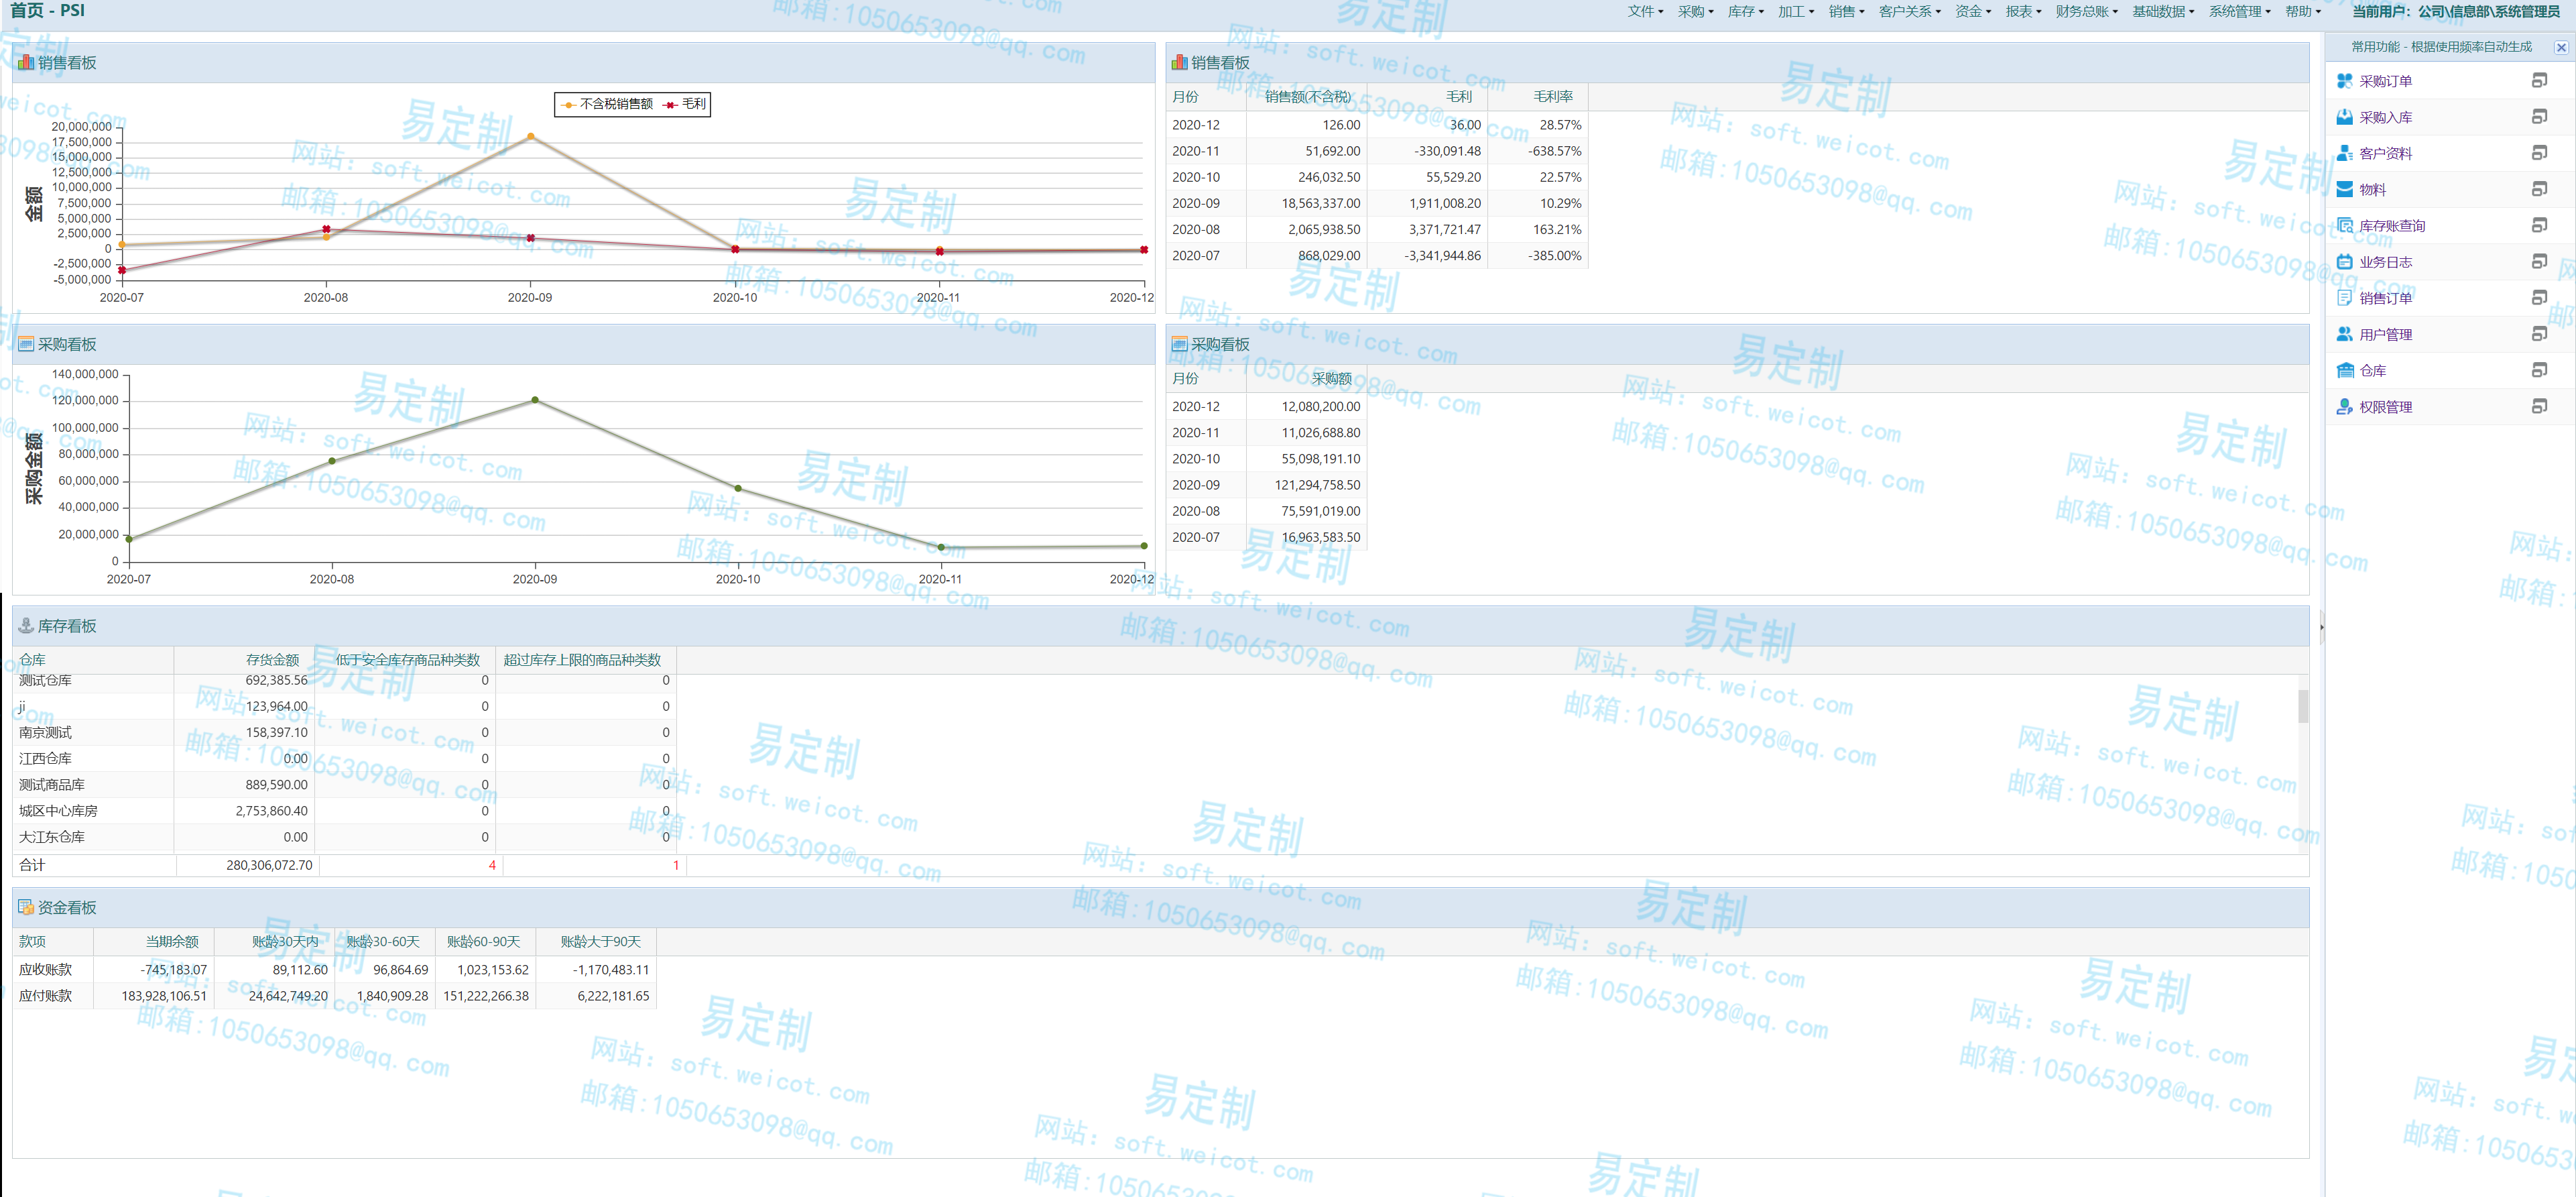 首页 - PSI
文件 采购 库存 加工 销售 客户关系 资金 报表 财务总账 基础数据 系统管理 帮助 当前用户：公司\信息部\系统管理员
销售看板
不含税销售额 毛利
金额
20,000,000
17,500,000
15,000,000
12,500,000
10,000,000
7,500,000
5,000,000
2,500,000
0
-2,500,000
-5,000,000
2020-07 2020-08 2020-09 2020-10 2020-11 2020-12
销售看板
月份 销售额(不含税) 毛利 毛利率
2020-12 126.00 36.00 28.57%
2020-11 51,692.00 -330,091.48 -638.57%
2020-10 246,032.50 55,529.20 22.57%
2020-09 18,563,337.00 1,911,008.20 10.29%
2020-08 2,065,938.50 3,371,721.47 163.21%
2020-07 868,029.00 -3,341,944.86 -385.00%
采购看板
采购金额
140,000,000
120,000,000
100,000,000
80,000,000
60,000,000
40,000,000
20,000,000
0
2020-07 2020-08 2020-09 2020-10 2020-11 2020-12
采购看板
月份 采购额
2020-12 12,080,200.00
2020-11 11,026,688.80
2020-10 55,098,191.10
2020-09 121,294,758.50
2020-08 75,591,019.00
2020-07 16,963,583.50
库存看板
仓库 存货金额 低于安全库存商品种类数 超过库存上限的商品种类数
测试仓库 692,385.56 0 0
ji 123,964.00 0 0
南京测试 158,397.10 0 0
江西仓库 0.00 0 0
测试商品库 889,590.00 0 0
城区中心库房 2,753,860.40 0 0
大江东仓库 0.00 0 0
合计 280,306,072.70 4 1
资金看板
款项 当期余额 账龄30天内 账龄30-60天 账龄60-90天 账龄大于90天
应收账款 -745,183.07 89,112.60 96,864.69 1,023,153.62 -1,170,483.11
应付账款 183,928,106.51 24,642,749.20 1,840,909.28 151,222,266.38 6,222,181.65
常用功能 - 根据使用频率自动生成
采购订单
采购入库
客户资料
物料
库存账查询
业务日志
销售订单
用户管理
仓库
权限管理
易定制
网站：soft.weicot.com
邮箱:1050653098@qq.com